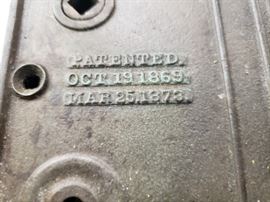 PATENTED.
OCT 19 1869.
MAR 25.1873.